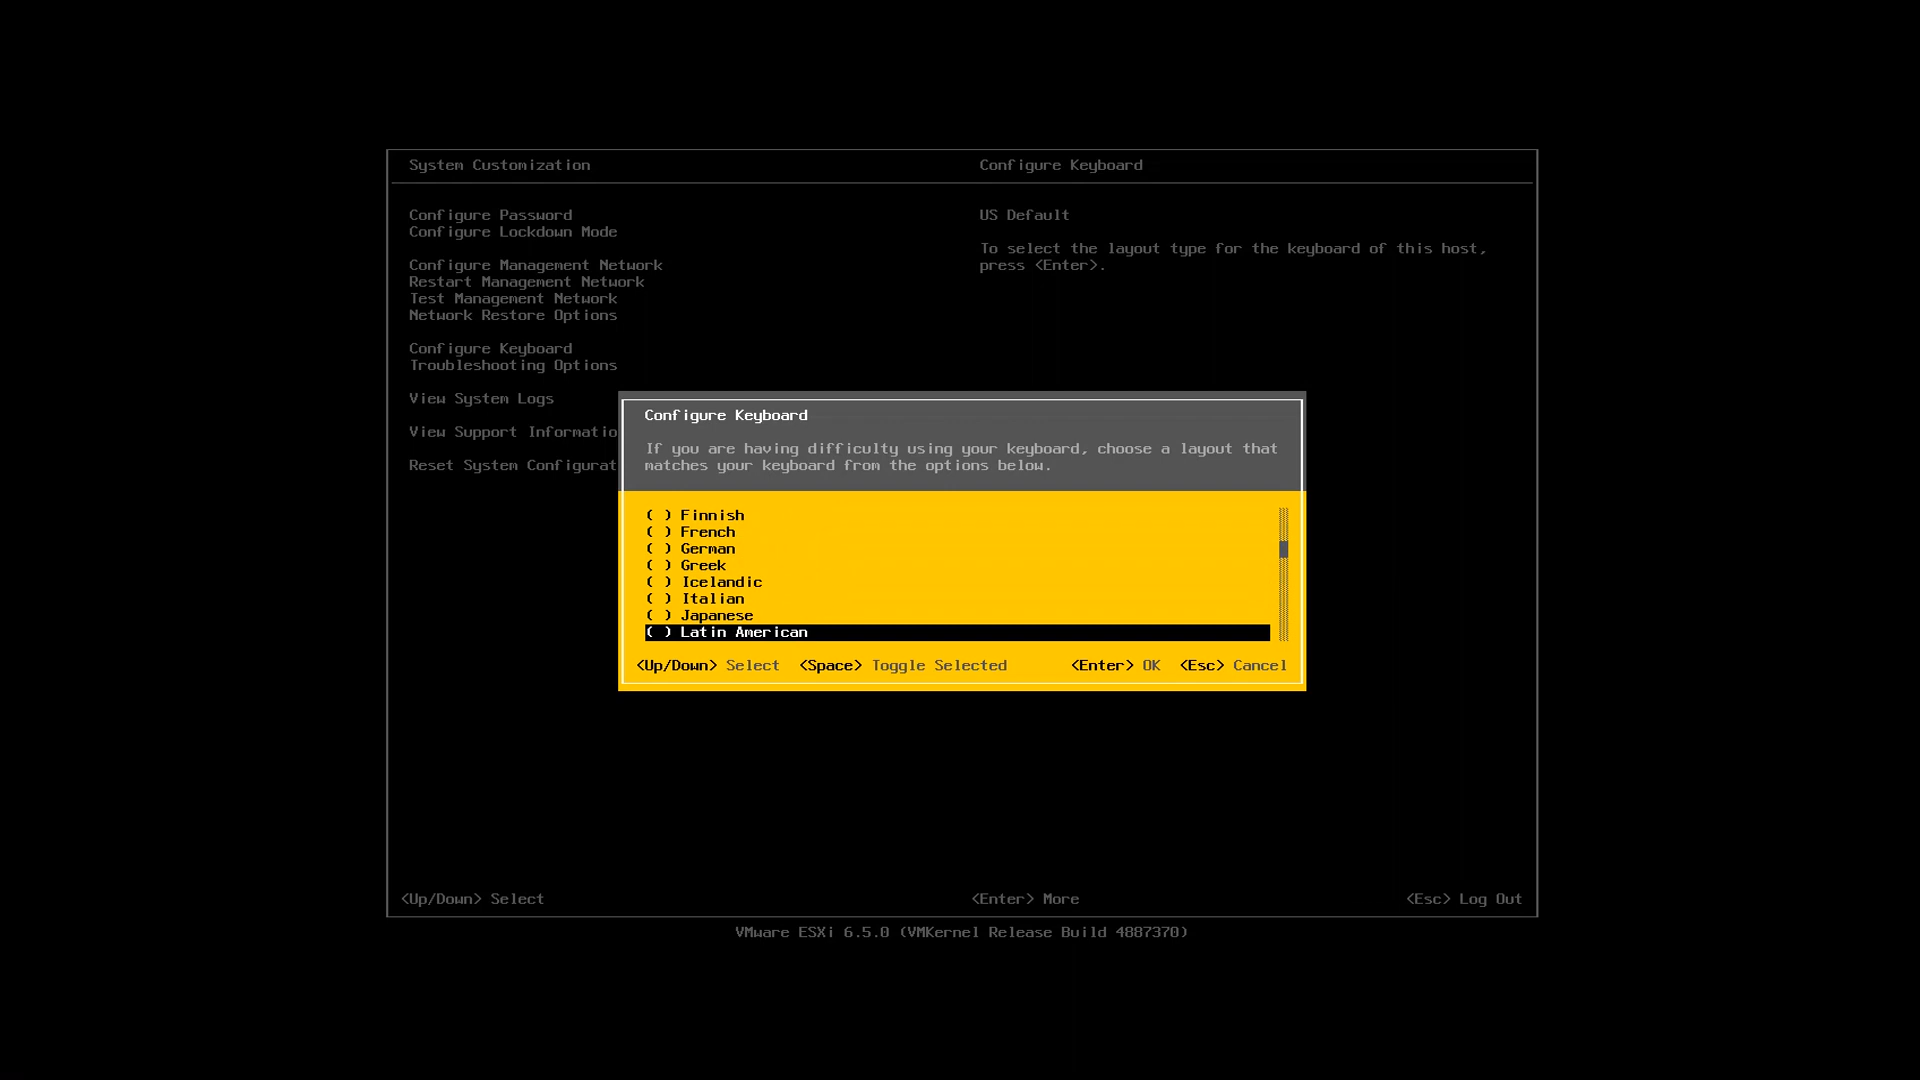 System Customization
Configure Keyboard
Configure Password
Configure Lockdown Mode
Configure Management Network
Restart Management Network
Test Management Network
Network Restore Options
Configure Keyboard
Troubleshooting Options
View System Logs
View Support Informatio
Reset System Configurat
US Default
To select the layout type for the keyboard of this host,
press <Enter>.
Configure Keyboard
If you are having difficulty using your keyboard, choose a layout that
matches your keyboard from the options below.
( ) Finnish
( ) French
( ) German
( ) Greek
( ) Icelandic
( ) Italian
( ) Japanese
( ) Latin American
<Up/Down> Select <Space> Toggle Selected <Enter> OK <Esc> Cancel
<Up/Down> Select <Enter> More <Esc> Log Out
VMware ESXi 6.5.0 (VMKernel Release Build 4887370)